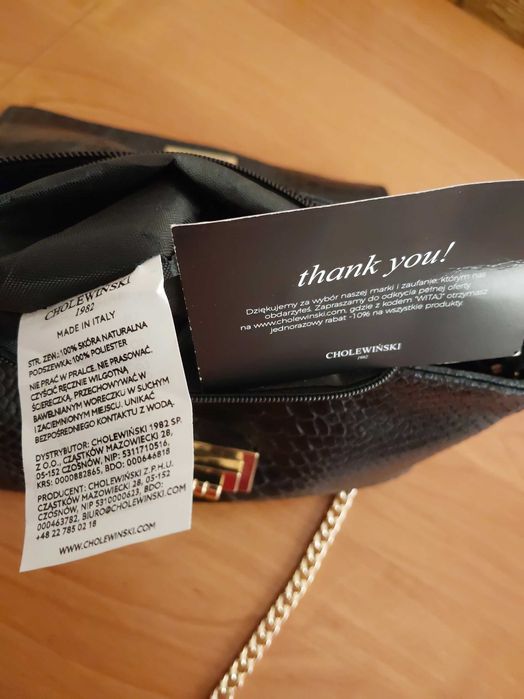 CHOLEWIŃSKI
1982
MADE IN ITALY
STR. ZEN.: 100% SKÓRA NATURALNA
PODSZEWKA: 100% POLIESTER
NIE PRAĆ W PRALCE, NIE PRASOWAĆ.
CZYŚCIĆ RĘCZNIE WILGOTNĄ
ŚCIERECZKĄ, PRZECHOWYWAĆ W
BAWEŁNIANYM WORECZKU W SUCHYM
I ZACIEMNIONYM MIEJSCU. UNIKAĆ
BEZPOŚREDNIEGO KONTAKTU Z WODĄ.
DYSTRYBUTOR: CHOLEWIŃSKI 1982 SP.
Z O.O., CZĄSTKÓW MAZOWIECKI 28,
05-152 CZOSNÓW, NIP: 5311710516,
KRS: 0000882865, BDO: 000646818
PRODUCENT: CHOLEWIŃSKI Z.P.H.U.
CZĄSTKÓW MAZOWIECKI 28, 05-152
CZOSNÓW, NIP 5310000623, BDO:
000463782, BIURO@CHOLEWINSKI.COM,
+48 22 785 02 18
WWW.CHOLEWINSKI.COM
thank you!
Dziękujemy za wybór naszej marki i zaufanie, którym nas
obdarzyłeś. Zapraszamy do odkrycia pełnej oferty
na www.cholewinski.com, gdzie z kodem "WITAJ" otrzymasz
jednorazowy rabat -10% na wszystkie produkty.
CHOLEWIŃSKI
1982